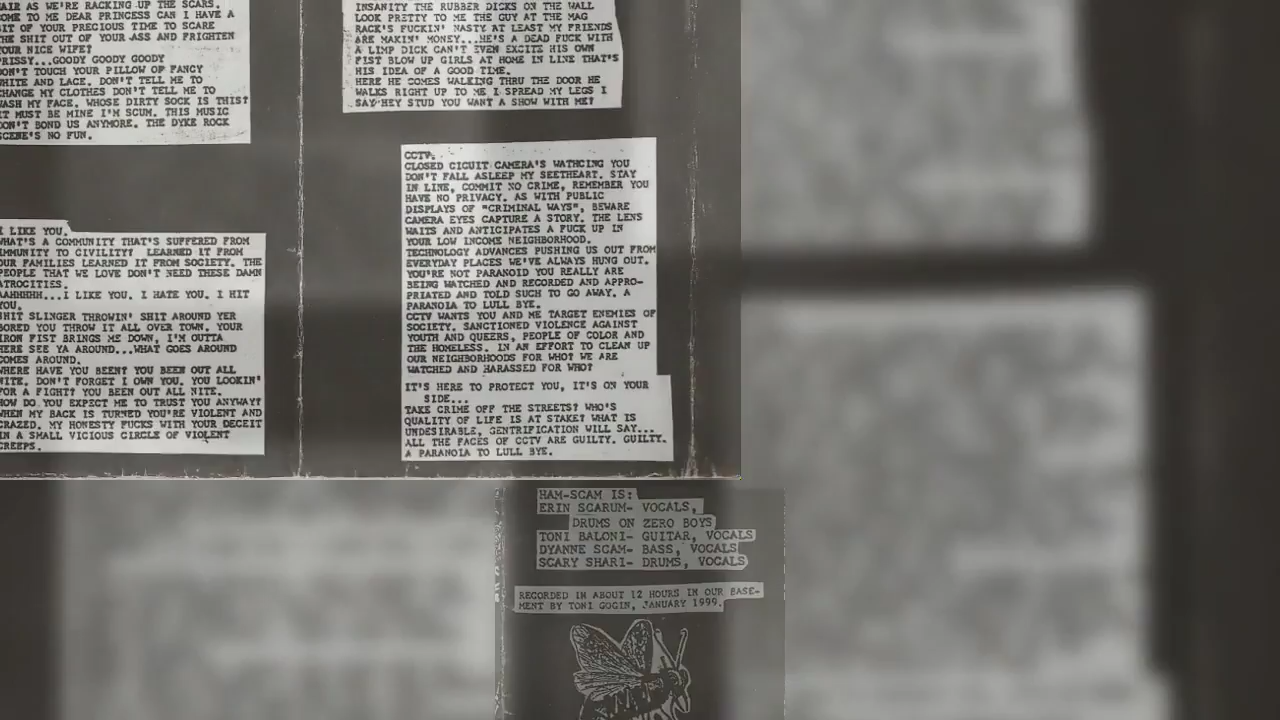 AIR AS WE'RE RACKING UP THE SCARS.
COME TO ME DEAR PRINCESS CAN I HAVE A
BIT OF YOUR PRECIOUS TIME TO SCARE
THE SHIT OUT OF YOUR ASS AND FRIGHTEN
YOUR NICE WIFE?
PRISSY...GOODY GOODY GOODY
DON'T TOUCH YOUR PILLOW OF FANCY
WHITE AND LACE. DON'T TELL ME TO
CHANGE MY CLOTHES DON'T TELL ME TO
WASH MY FACE. WHOSE DIRTY SOCK IS THIS?
IT MUST BE MINE I'M SCUM. THIS MUSIC
DON'T BOND US ANYMORE. THE DYKE ROCK
SCENE'S NO FUN.
I LIKE YOU.
WHAT'S A COMMUNITY THAT'S SUFFERED FROM
IMMUNITY TO CIVILITY? LEARNED IT FROM
OUR FAMILIES LEARNED IT FROM SOCIETY. THE
PEOPLE THAT WE LOVE DON'T NEED THESE DAMN
ATROCITIES.
AAHHHHH...I LIKE YOU. I HATE YOU. I HIT
YOU.
SHIT SLINGER THROWIN' SHIT AROUND YER
BORED YOU THROW IT ALL OVER TOWN. YOUR
IRON FIST BRINGS ME DOWN, I'M OUTTA
HERE SEE YA AROUND...WHAT GOES AROUND
COMES AROUND.
WHERE HAVE YOU BEEN? YOU BEEN OUT ALL
NITE. DON'T FORGET I OWN YOU. YOU LOOKIN'
FOR A FIGHT? YOU BEEN OUT ALL NITE.
HOW DO YOU EXPECT ME TO TRUST YOU ANYWAY?
WHEN MY BACK IS TURNED YOU'RE VIOLENT AND
CRAZED. MY HONESTY FUCKS WITH YOUR DECEIT
IN A SMALL VICIOUS CIRCLE OF VIOLENT
CREEPS.
INSANITY THE RUBBER DICKS ON THE WALL
LOOK PRETTY TO ME THE GUY AT THE MAG
RACK'S FUCKIN' NASTY AT LEAST MY FRIENDS
ARE MAKIN' MONEY...HE'S A DEAD FUCK WITH
A LIMP DICK CAN'T EVEN EXCITE HIS OWN
FIST BLOW UP GIRLS AT HOME IN LINE THAT'S
HIS IDEA OF A GOOD TIME.
HERE HE COMES WALKING THRU THE DOOR HE
WALKS RIGHT UP TO ME I SPREAD MY LEGS I
SAY'HEY STUD YOU WANT A SHOW WITH ME?
CCTV.
CLOSED CICUIT CAMERA'S WATHCING YOU
DON'T FALL ASLEEP MY SEETHEART. STAY
IN LINE, COMMIT NO CRIME, REMEMBER YOU
HAVE NO PRIVACY. AS WITH PUBLIC
DISPLAYS OF "CRIMINAL WAYS", BEWARE
CAMERA EYES CAPTURE A STORY. THE LENS
WAITS AND ANTICIPATES A FUCK UP IN
YOUR LOW INCOME NEIGHBORHOOD.
TECHNOLOGY ADVANCES PUSHING US OUT FROM
EVERYDAY PLACES WE'VE ALWAYS HUNG OUT.
YOU'RE NOT PARANOID YOU REALLY ARE
BEING WATCHED AND RECORDED AND APPRO-
PRIATED AND TOLD SUCH TO GO AWAY. A
PARANOIA TO LULL BYE.
CCTV WANTS YOU AND ME TARGET ENEMIES OF
SOCIETY. SANCTIONED VIOLENCE AGAINST
YOUTH AND QUEERS, PEOPLE OF COLOR AND
THE HOMELESS. IN AN EFFORT TO CLEAN UP
OUR NEIGHBORHOODS FOR WHO? WE ARE
WATCHED AND HARASSED FOR WHO?
IT'S HERE TO PROTECT YOU, IT'S ON YOUR
SIDE...
TAKE CRIME OFF THE STREETS? WHO'S
QUALITY OF LIFE IS AT STAKE? WHAT IS
UNDESIRABLE, GENTRIFICATION WILL SAY...
ALL THE FACES OF CCTV ARE GUILTY. GUILTY.
A PARANOIA TO LULL BYE.
HAM-SCAM IS:
ERIN SCARUM- VOCALS,
DRUMS ON ZERO BOYS
TONI BALONI- GUITAR, VOCALS
DYANNE SCAM- BASS, VOCALS
SCARY SHARI- DRUMS, VOCALS
RECORDED IN ABOUT 12 HOURS IN OUR BASE-
MENT BY TONI GOGIN, JANUARY 1999.